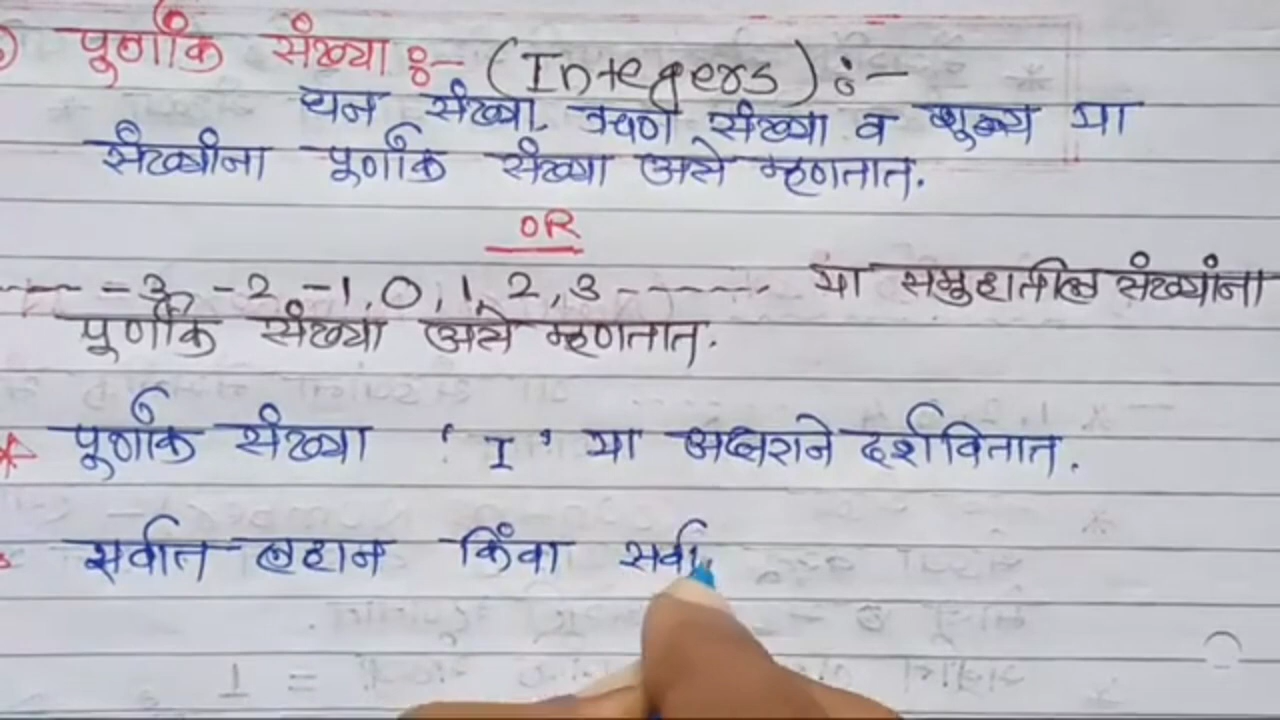 पूर्णांक संख्या :- (Integers) :-
धन संख्या, ऋण संख्या व शून्य या
संख्यांना पूर्णांक संख्या असे म्हणतात.
OR
------ -3, -2, -1, 0, 1, 2, 3 ------- या समुहातील संख्यांना
पूर्णांक संख्या असे म्हणतात.
* पूर्णांक संख्या 'I' या अक्षराने दर्शवितात.
सर्वात लहान किंवा सर्वा